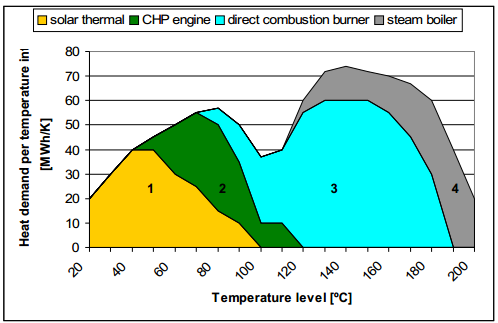 solar thermal CHP engine direct combustion burner steam boiler
Heat demand per temperature in
[MWh/K]
80
70
60
50
40
30
20
10
0
1 2 3 4
20 40 60 80 100 120 140 160 180 200
Temperature level [ºC]